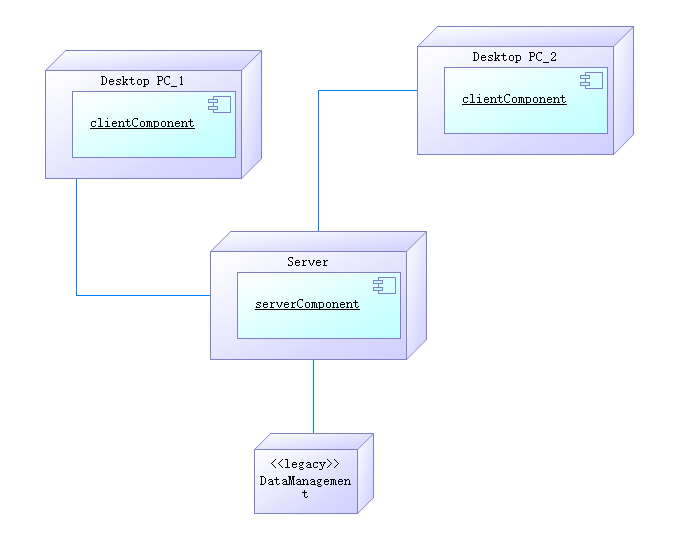 Desktop PC_1
clientComponent
Desktop PC_2
clientComponent
Server
serverComponent
<<legacy>>
DataManagemen
t